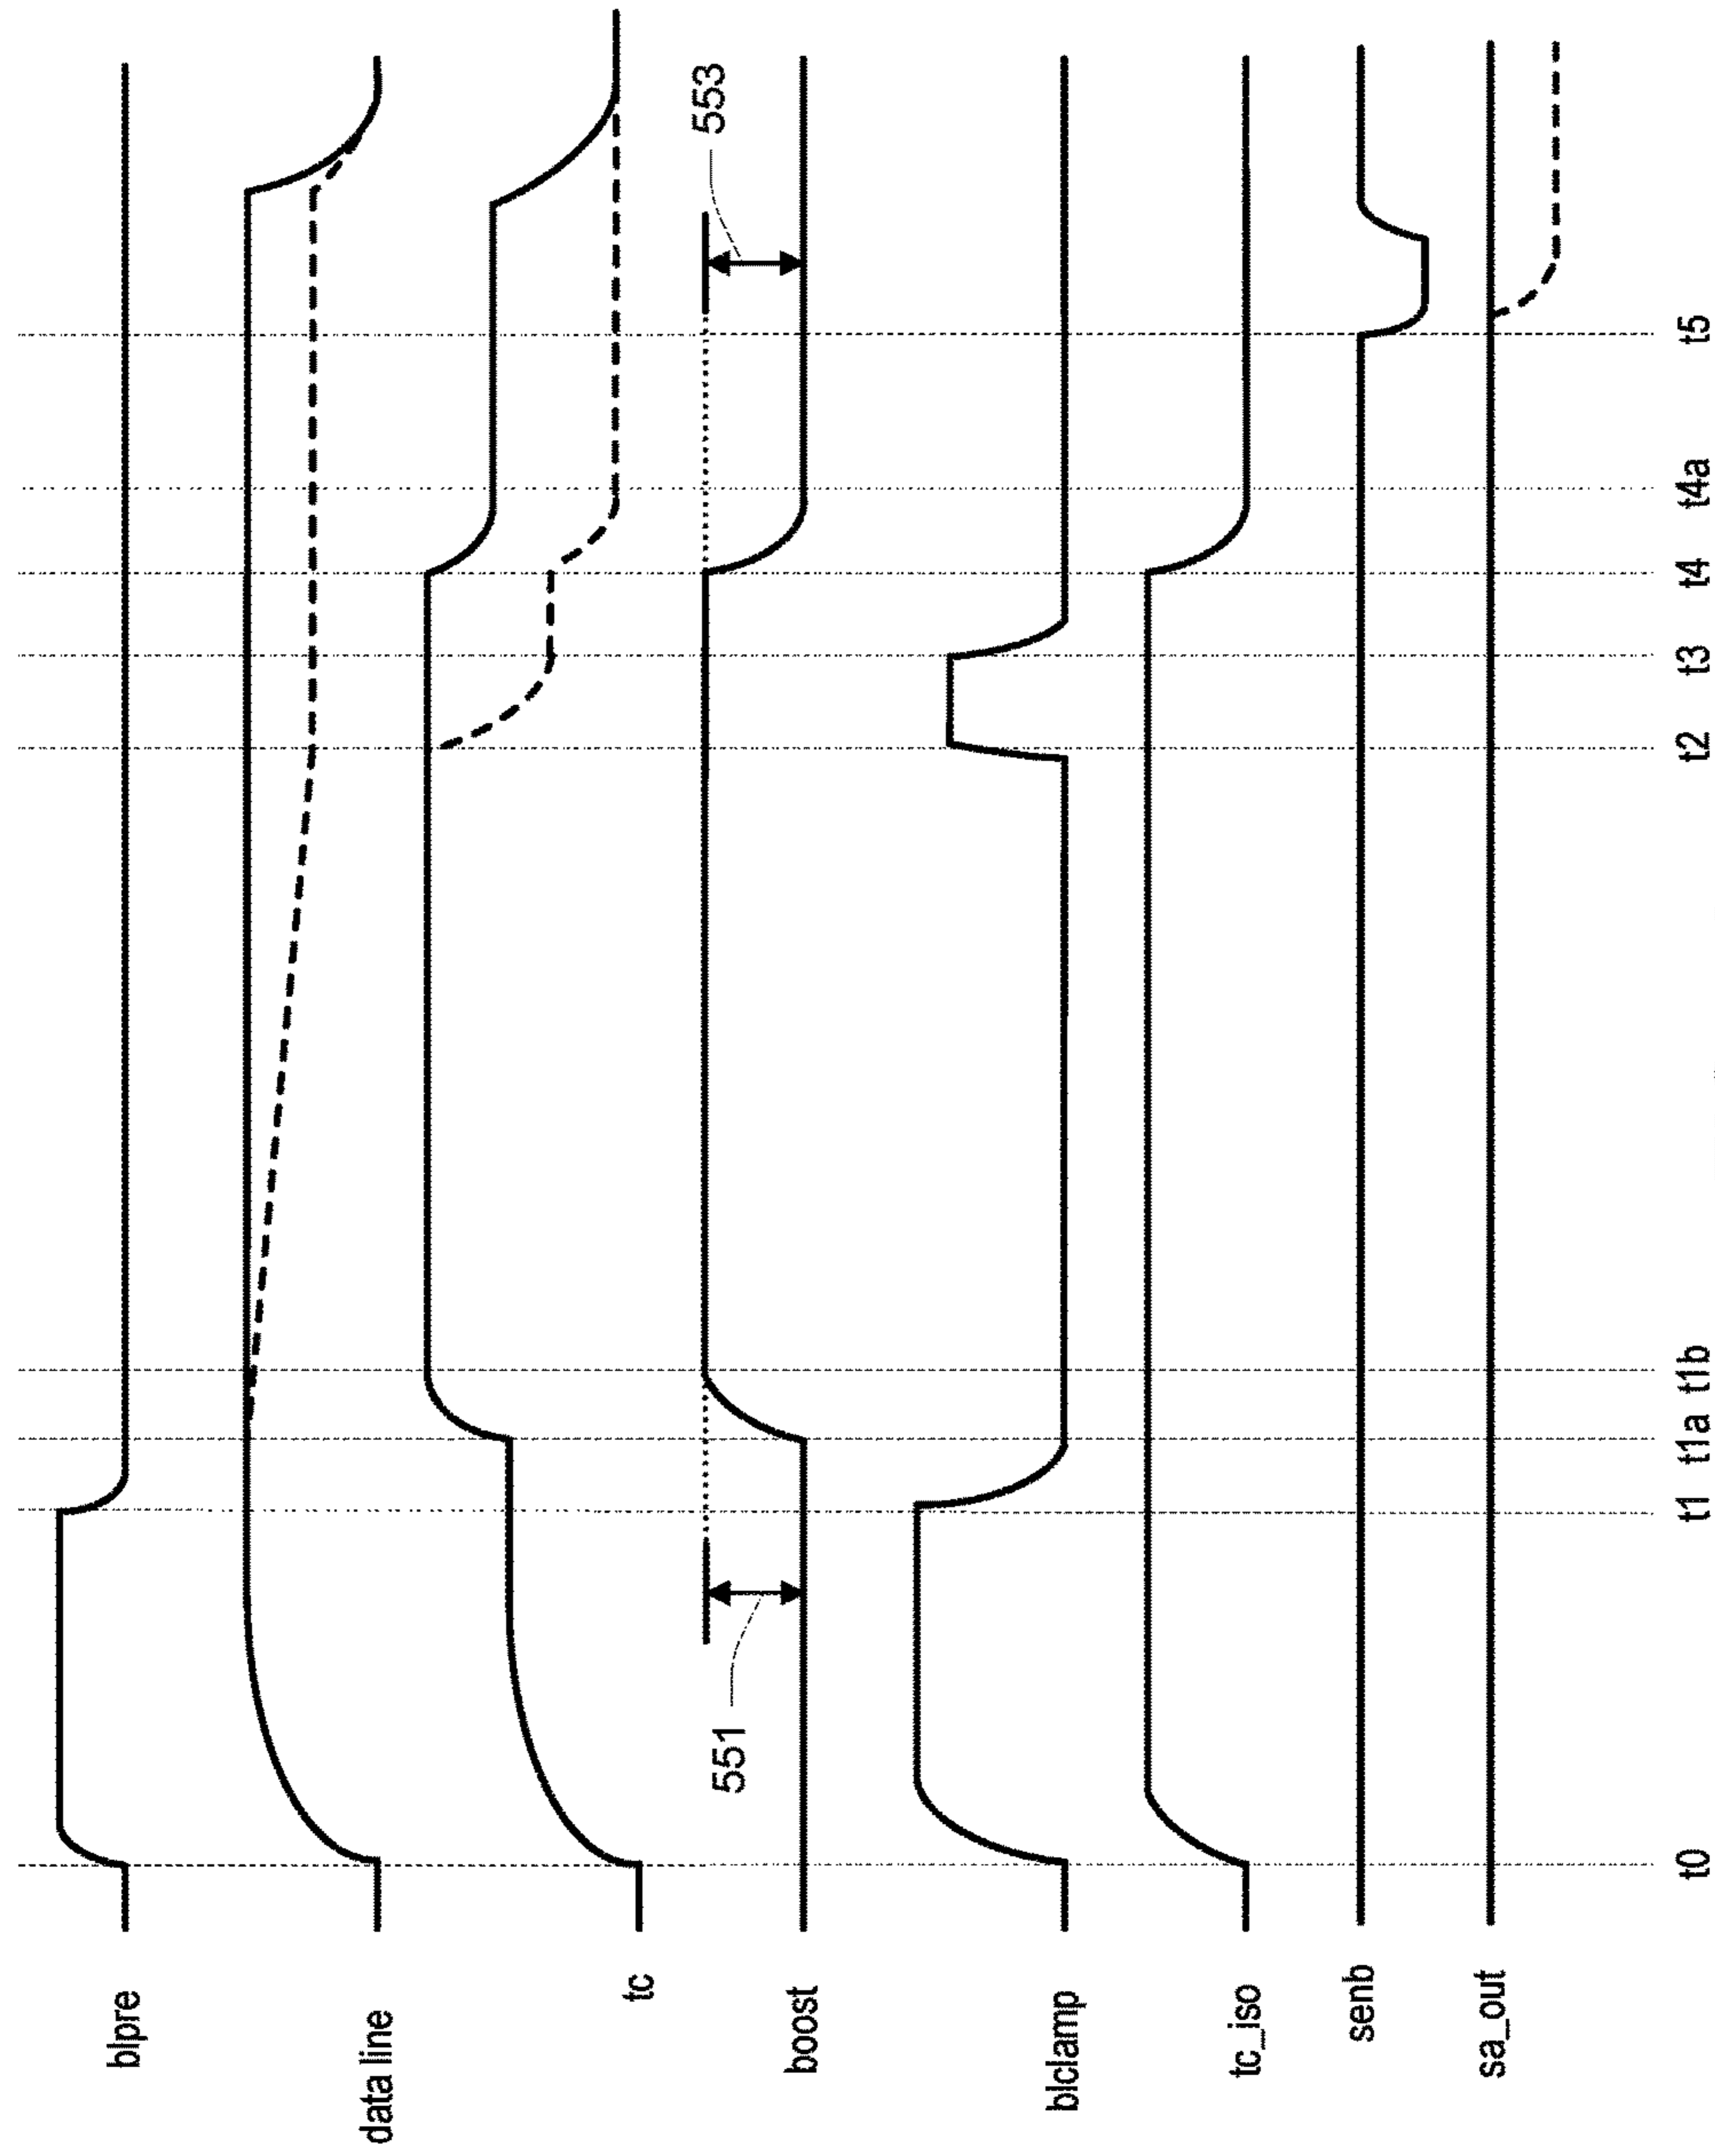 blpre
data line
tc
boost
blclamp
tc_iso
senb
sa_out
551
553
t0
t1
t1a
t1b
t2
t3
t4
t4a
t5